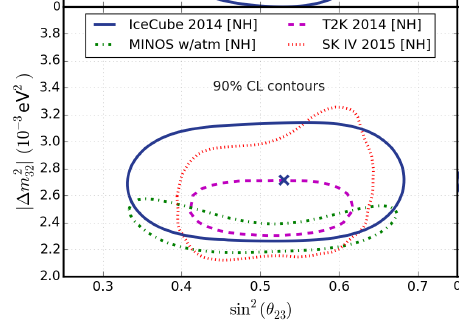 0
IceCube 2014 [NH]
T2K 2014 [NH]
MINOS w/atm [NH]
SK IV 2015 [NH]
90% CL contours
3.8
3.6
3.4
3.2
3.0
2.8
2.6
2.4
2.2
2.0
|Δm²₃₂| (10⁻³ eV²)
0.3
0.4
0.5
0.6
0.7
sin² (θ₂₃)